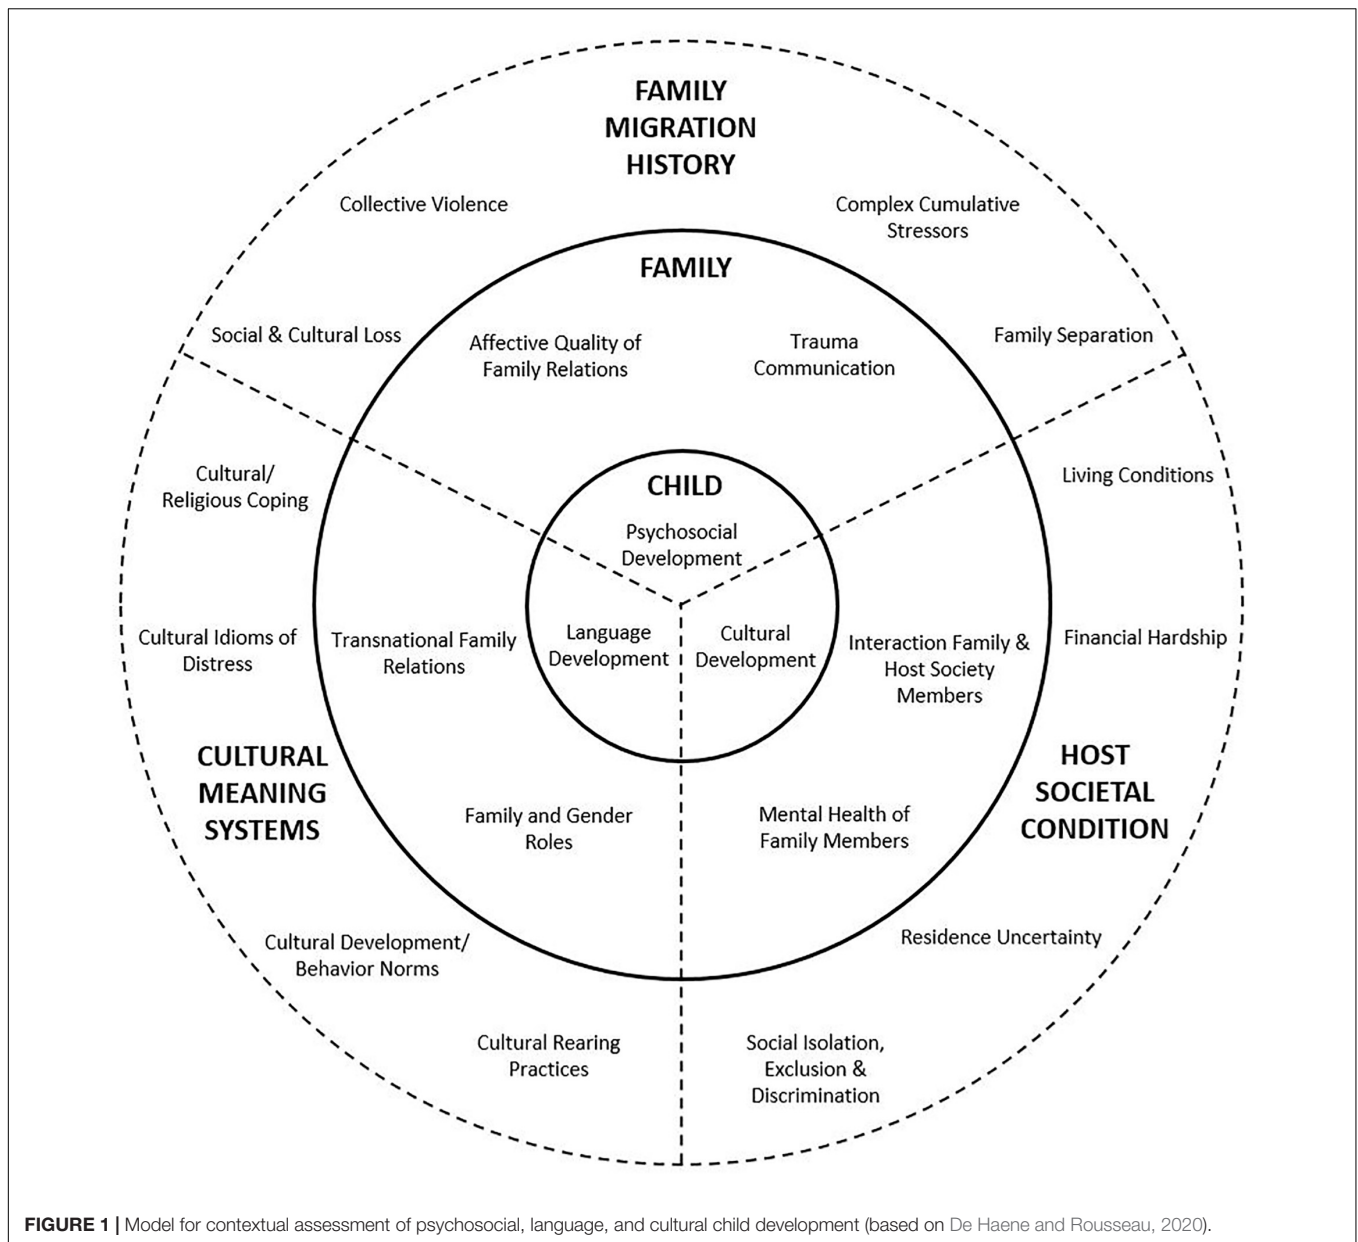 FAMILY
MIGRATION
HISTORY
Collective Violence
Complex Cumulative
Stressors
Social & Cultural Loss
Family Separation
FAMILY
Affective Quality of
Family Relations
Trauma
Communication
Cultural/
Religious Coping
Living Conditions
CHILD
Psychosocial
Development
Cultural Idioms of
Distress
Transnational Family
Relations
Language
Development
Cultural
Development
Interaction Family &
Host Society
Members
Financial Hardship
CULTURAL
MEANING
SYSTEMS
HOST
SOCIETAL
CONDITION
Family and Gender
Roles
Mental Health of
Family Members
Cultural Development/
Behavior Norms
Residence Uncertainty
Cultural Rearing
Practices
Social Isolation,
Exclusion &
Discrimination
FIGURE 1 | Model for contextual assessment of psychosocial, language, and cultural child development (based on De Haene and Rousseau, 2020).